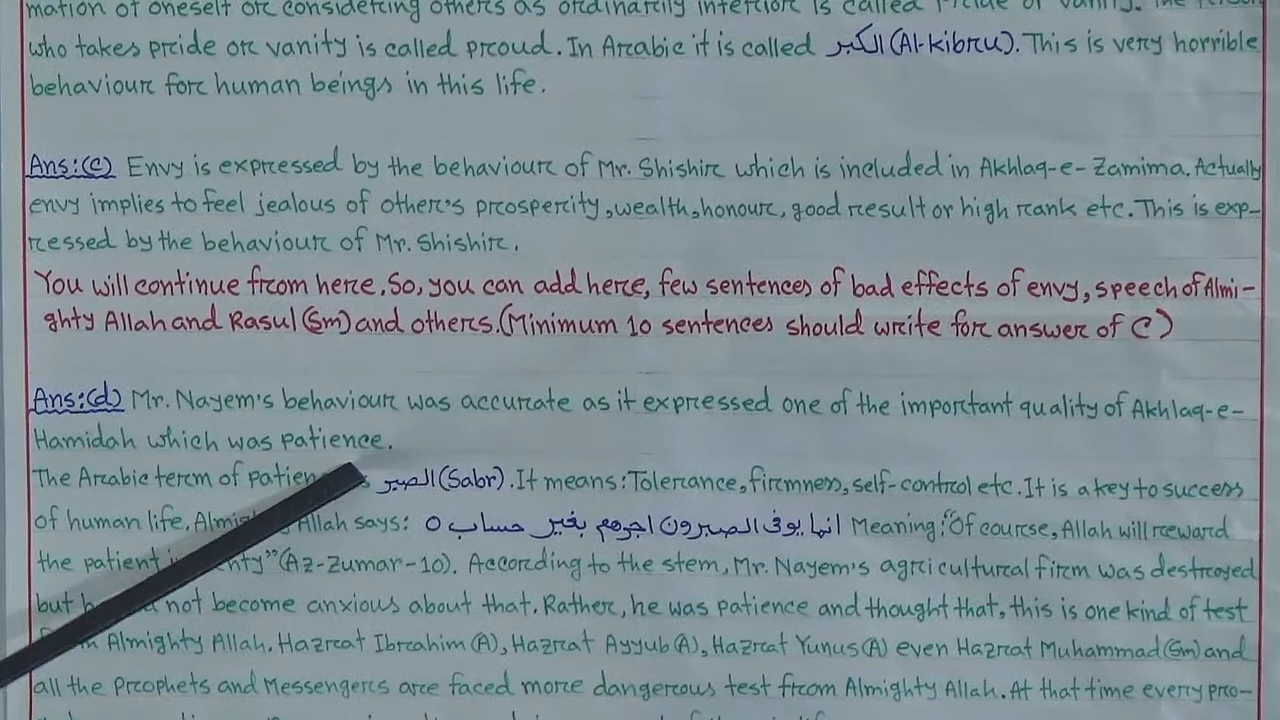 mation of oneself or considering others as ordinarily inferior is called Pride or vanity. The
who takes pride or vanity is called proud. In Arabic it is called الكبر (Al-kibru). This is very horrible
behaviour for human beings in this life.
Ans:(c) Envy is expressed by the behaviour of Mr. Shishir which is included in Akhlaq-e-Zamima. Actually
envy implies to feel jealous of other's prosperity, wealth, honour, good result or high rank etc. This is exp-
ressed by the behaviour of Mr. Shishir.
You will continue from here. So, you can add here, few sentences of bad effects of envy, speech of Almi-
ghty Allah and Rasul (Sm) and others. (Minimum 10 sentences should write for answer of C)
Ans:(d) Mr. Nayem's behaviour was accurate as it expressed one of the important quality of Akhlaq-e-
Hamidah which was patience.
The Arabic term of patien الصبر (Sabr). It means: Tolerance, firmness, self-control etc. It is a key to success
of human life. Almigh Allah says: انما يوفى الصبرون اجرهم بغير حساب ٥ Meaning: "Of course, Allah will reward
the patient nty" (Az-Zumar-10). According to the stem, Mr. Nayem's agricultural firm was destroyed
but not become anxious about that. Rather, he was patience and thought that, this is one kind of test
Almighty Allah. Hazrat Ibrahim (A), Hazrat Ayyub (A), Hazrat Yunus (A) even Hazrat Muhammad (Sm) and
all the Prophets and Messengers are faced more dangerous test from Almighty Allah. At that time every pro-